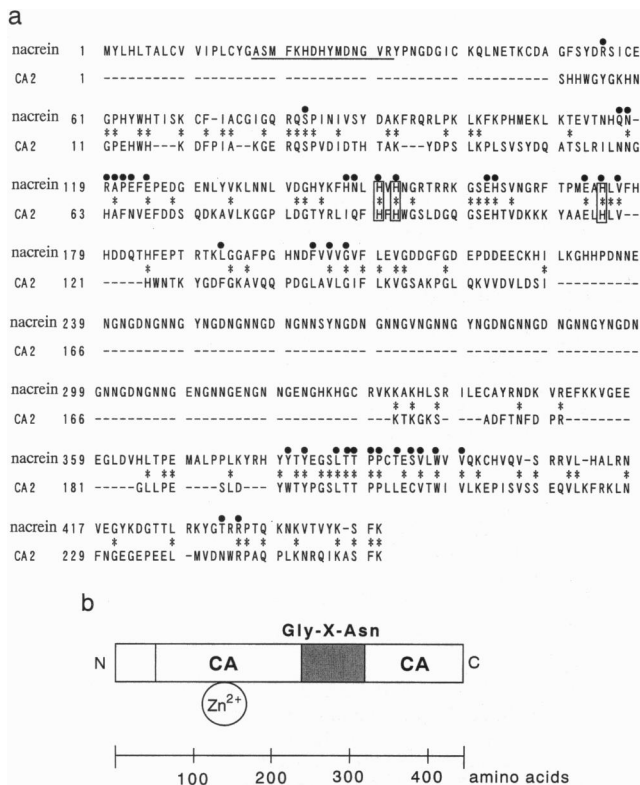 a
nacrein 1 MYLHLTALCV VIPLCYGASM FKHDHYMDNG VRYPNGDGIC KQLNETKCDA GFSYDRSICE
CA2 1 ---------- ---------- ---------- ---------- ---------- --SHHWGYGKHN
nacrein 61 GPHYWHTISK CF-IACGIGQ RQSPINIVSY DAKFRQRLPK LKFKPHMEKL KTEVTNHQN-
** ** * * ** * **** * * * * * * * *
CA2 11 GPEHWH---K DFPIA-KGE RQSPVDIDTH TAK---YDPS LKPLSVSYDQ ATSLRILNNG
nacrein 119 RAPEFEPEDG ENLYVKLNNL VDGHYKFHNL HVHNGRTRRK GSEHSVNGRF TPMEAHLVFH
CA2 63 HAFNVEFDDS QDKAVLKGGP LDGTYRLIQF HFHWGSLDGQ GSEHTVDKKK YAAELHLV--
nacrein 179 HDDQTHFEPT RTKLGGAFPG HNDFVVVGVF LEVGDDGFGD EPDDEECKHI LKGHHPDNNE
CA2 121 -----HWNTK YGDFGKAVQQ PDGLAVLGIF LKVGSAKPGL QKVVDVLDSI ----------
nacrein 239 NGNGDNGNNG YNGDNGNNGD NGNNSYNGDN GNNGVNGNNG YNGDNGNNGD NGNNGYNGDN
CA2 166 ---------- ---------- ---------- ---------- ---------- ----------
nacrein 299 GNNGDNGNNG ENGNNGENGN NGENGHKHGC RVKKAKHLSR ILECAYRNDK VREFKKVGEE
CA2 166 ---------- ---------- ---------- ---KTKGKS- ---ADFTNFD PR--------
nacrein 359 EGLDVHLTPE MALPPLKYRH YYTYEGSLTT PPCTESVLWV VQKCHVQV-S RRVL-HALRN
CA2 181 ----GLLPE -----SLD--- YWTYPGSLTT PPLLECVTWI VLKEPISVSS EQVLKFRKLN
nacrein 417 VEGYKDGTTL RKYGTRRPTQ KNKVTVYK-S FK
CA2 229 FNGEGEPEEL -MVDNWRPAQ PLKNRQIKAS FK
b
Gly-X-Asn
N CA CA C
Zn2+
100 200 300 400 amino acids